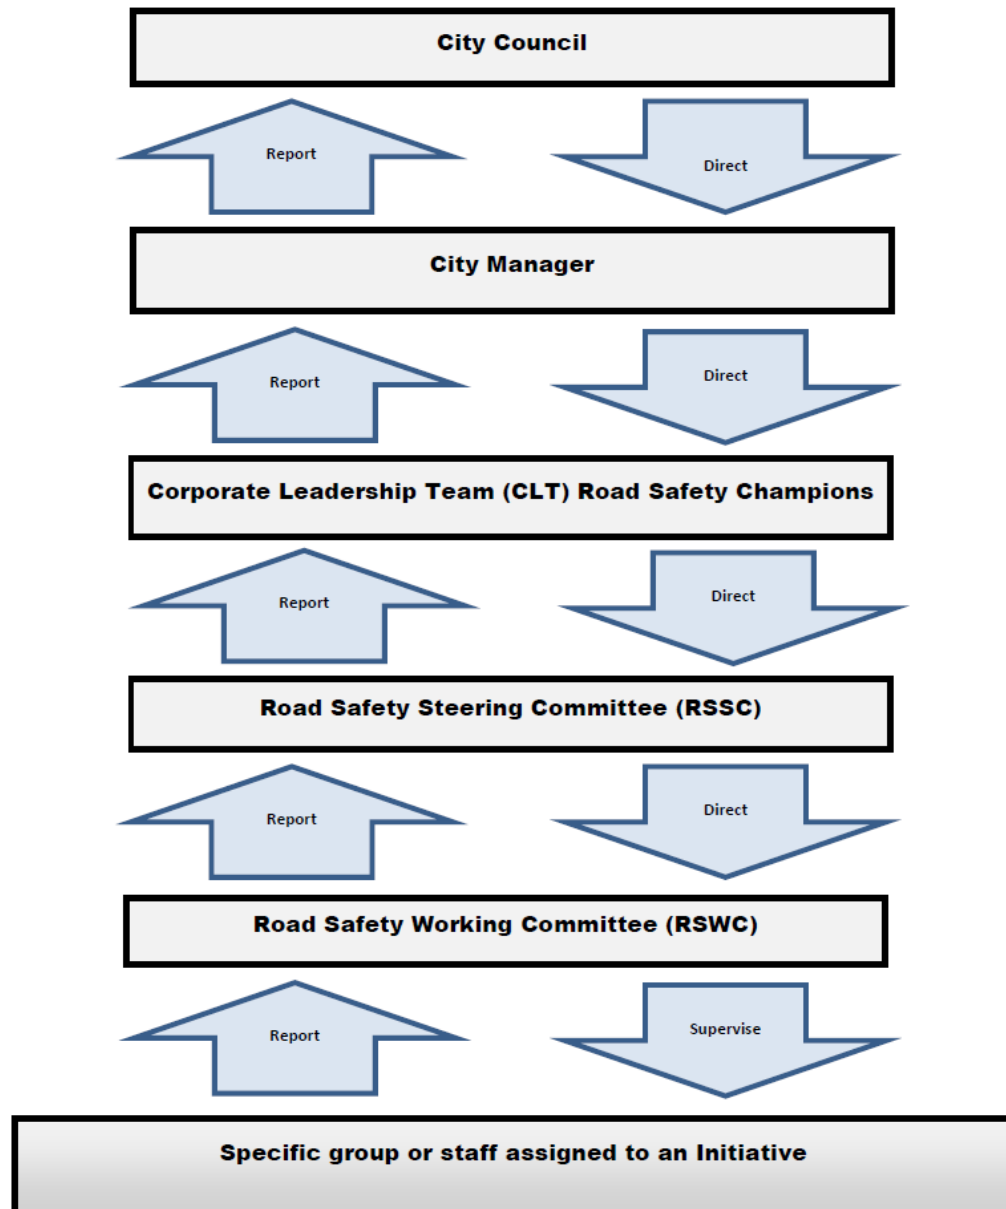 City Council
Report
Direct
City Manager
Report
Direct
Corporate Leadership Team (CLT) Road Safety Champions
Report
Direct
Road Safety Steering Committee (RSSC)
Report
Direct
Road Safety Working Committee (RSWC)
Report
Supervise
Specific group or staff assigned to an Initiative